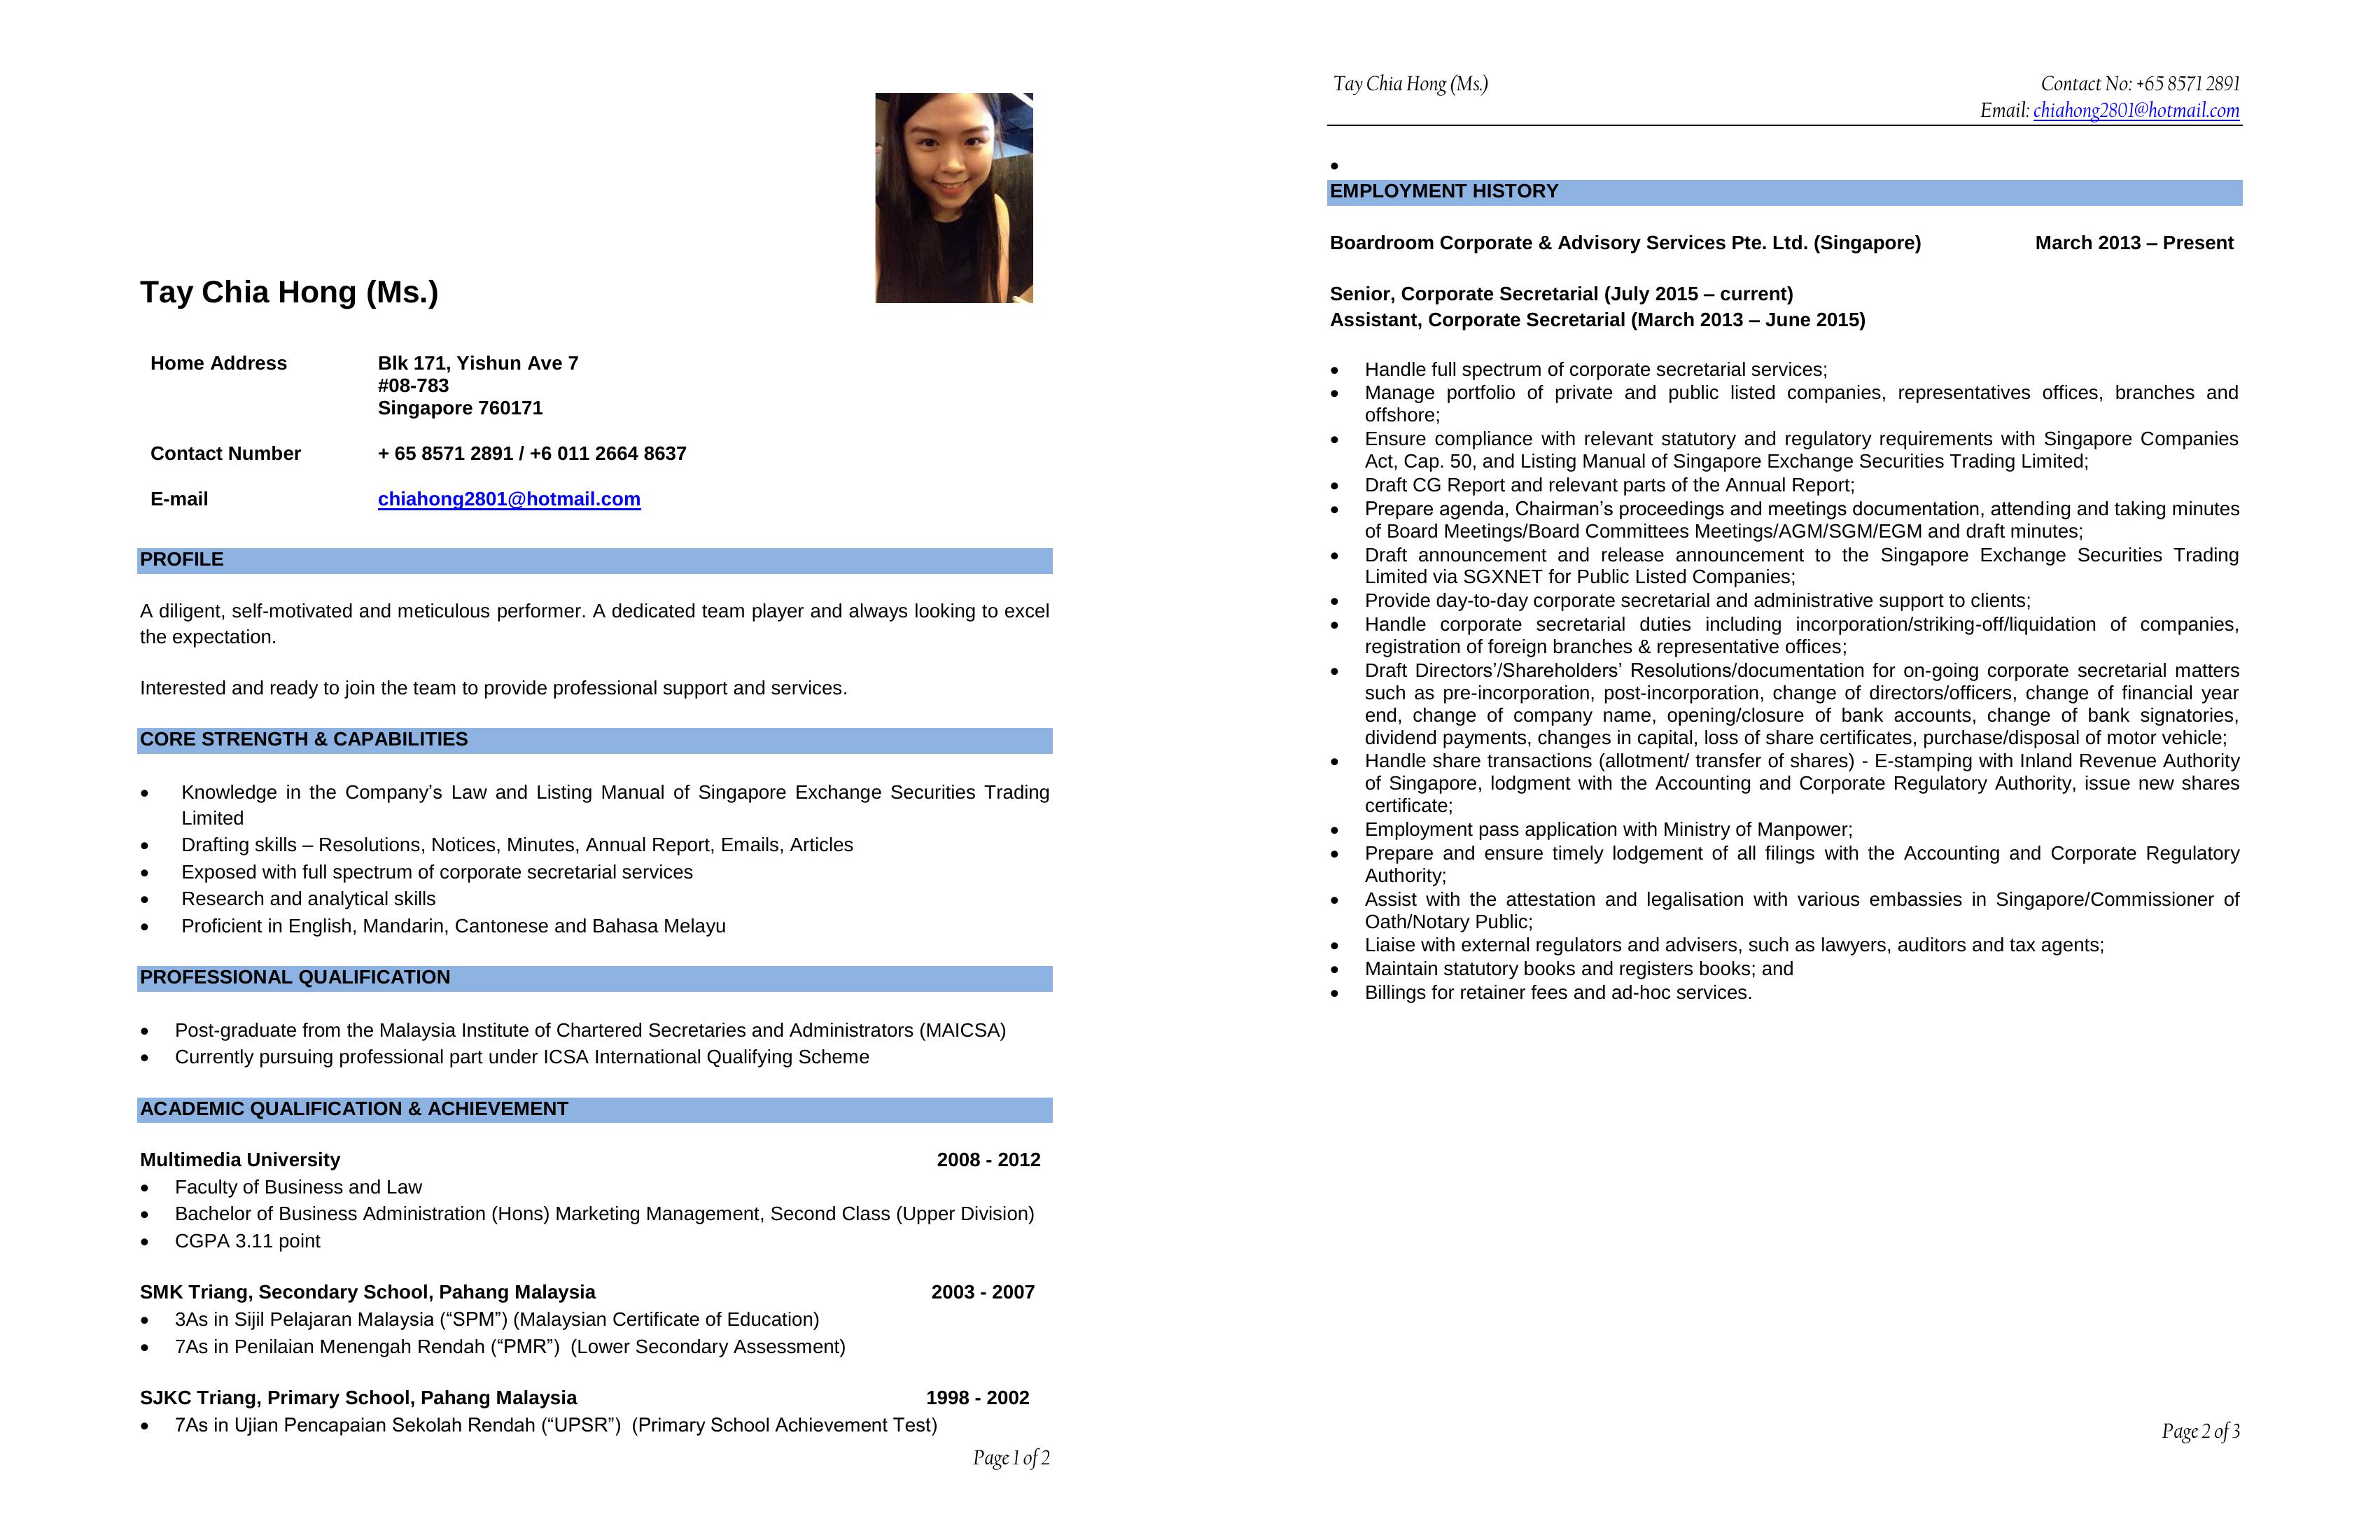 Tay Chia Hong (Ms.)
Home Address Blk 171, Yishun Ave 7
#08-783
Singapore 760171
Contact Number + 65 8571 2891 / +6 011 2664 8637
E-mail chiahong2801@hotmail.com
PROFILE
A diligent, self-motivated and meticulous performer. A dedicated team player and always looking to excel
the expectation.
Interested and ready to join the team to provide professional support and services.
CORE STRENGTH & CAPABILITIES
• Knowledge in the Company’s Law and Listing Manual of Singapore Exchange Securities Trading
Limited
• Drafting skills – Resolutions, Notices, Minutes, Annual Report, Emails, Articles
• Exposed with full spectrum of corporate secretarial services
• Research and analytical skills
• Proficient in English, Mandarin, Cantonese and Bahasa Melayu
PROFESSIONAL QUALIFICATION
• Post-graduate from the Malaysia Institute of Chartered Secretaries and Administrators (MAICSA)
• Currently pursuing professional part under ICSA International Qualifying Scheme
ACADEMIC QUALIFICATION & ACHIEVEMENT
Multimedia University 2008 - 2012
• Faculty of Business and Law
• Bachelor of Business Administration (Hons) Marketing Management, Second Class (Upper Division)
• CGPA 3.11 point
SMK Triang, Secondary School, Pahang Malaysia 2003 - 2007
• 3As in Sijil Pelajaran Malaysia (“SPM”) (Malaysian Certificate of Education)
• 7As in Penilaian Menengah Rendah (“PMR”) (Lower Secondary Assessment)
SJKC Triang, Primary School, Pahang Malaysia 1998 - 2002
• 7As in Ujian Pencapaian Sekolah Rendah (“UPSR”) (Primary School Achievement Test)
Page 1 of 2
Tay Chia Hong (Ms.) Contact No: +65 8571 2891
Email: chiahong2801@hotmail.com
•
EMPLOYMENT HISTORY
Boardroom Corporate & Advisory Services Pte. Ltd. (Singapore) March 2013 – Present
Senior, Corporate Secretarial (July 2015 – current)
Assistant, Corporate Secretarial (March 2013 – June 2015)
• Handle full spectrum of corporate secretarial services;
• Manage portfolio of private and public listed companies, representatives offices, branches and
offshore;
• Ensure compliance with relevant statutory and regulatory requirements with Singapore Companies
Act, Cap. 50, and Listing Manual of Singapore Exchange Securities Trading Limited;
• Draft CG Report and relevant parts of the Annual Report;
• Prepare agenda, Chairman’s proceedings and meetings documentation, attending and taking minutes
of Board Meetings/Board Committees Meetings/AGM/SGM/EGM and draft minutes;
• Draft announcement and release announcement to the Singapore Exchange Securities Trading
Limited via SGXNET for Public Listed Companies;
• Provide day-to-day corporate secretarial and administrative support to clients;
• Handle corporate secretarial duties including incorporation/striking-off/liquidation of companies,
registration of foreign branches & representative offices;
• Draft Directors’/Shareholders’ Resolutions/documentation for on-going corporate secretarial matters
such as pre-incorporation, post-incorporation, change of directors/officers, change of financial year
end, change of company name, opening/closure of bank accounts, change of bank signatories,
dividend payments, changes in capital, loss of share certificates, purchase/disposal of motor vehicle;
• Handle share transactions (allotment/ transfer of shares) - E-stamping with Inland Revenue Authority
of Singapore, lodgment with the Accounting and Corporate Regulatory Authority, issue new shares
certificate;
• Employment pass application with Ministry of Manpower;
• Prepare and ensure timely lodgement of all filings with the Accounting and Corporate Regulatory
Authority;
• Assist with the attestation and legalisation with various embassies in Singapore/Commissioner of
Oath/Notary Public;
• Liaise with external regulators and advisers, such as lawyers, auditors and tax agents;
• Maintain statutory books and registers books; and
• Billings for retainer fees and ad-hoc services.
Page 2 of 3